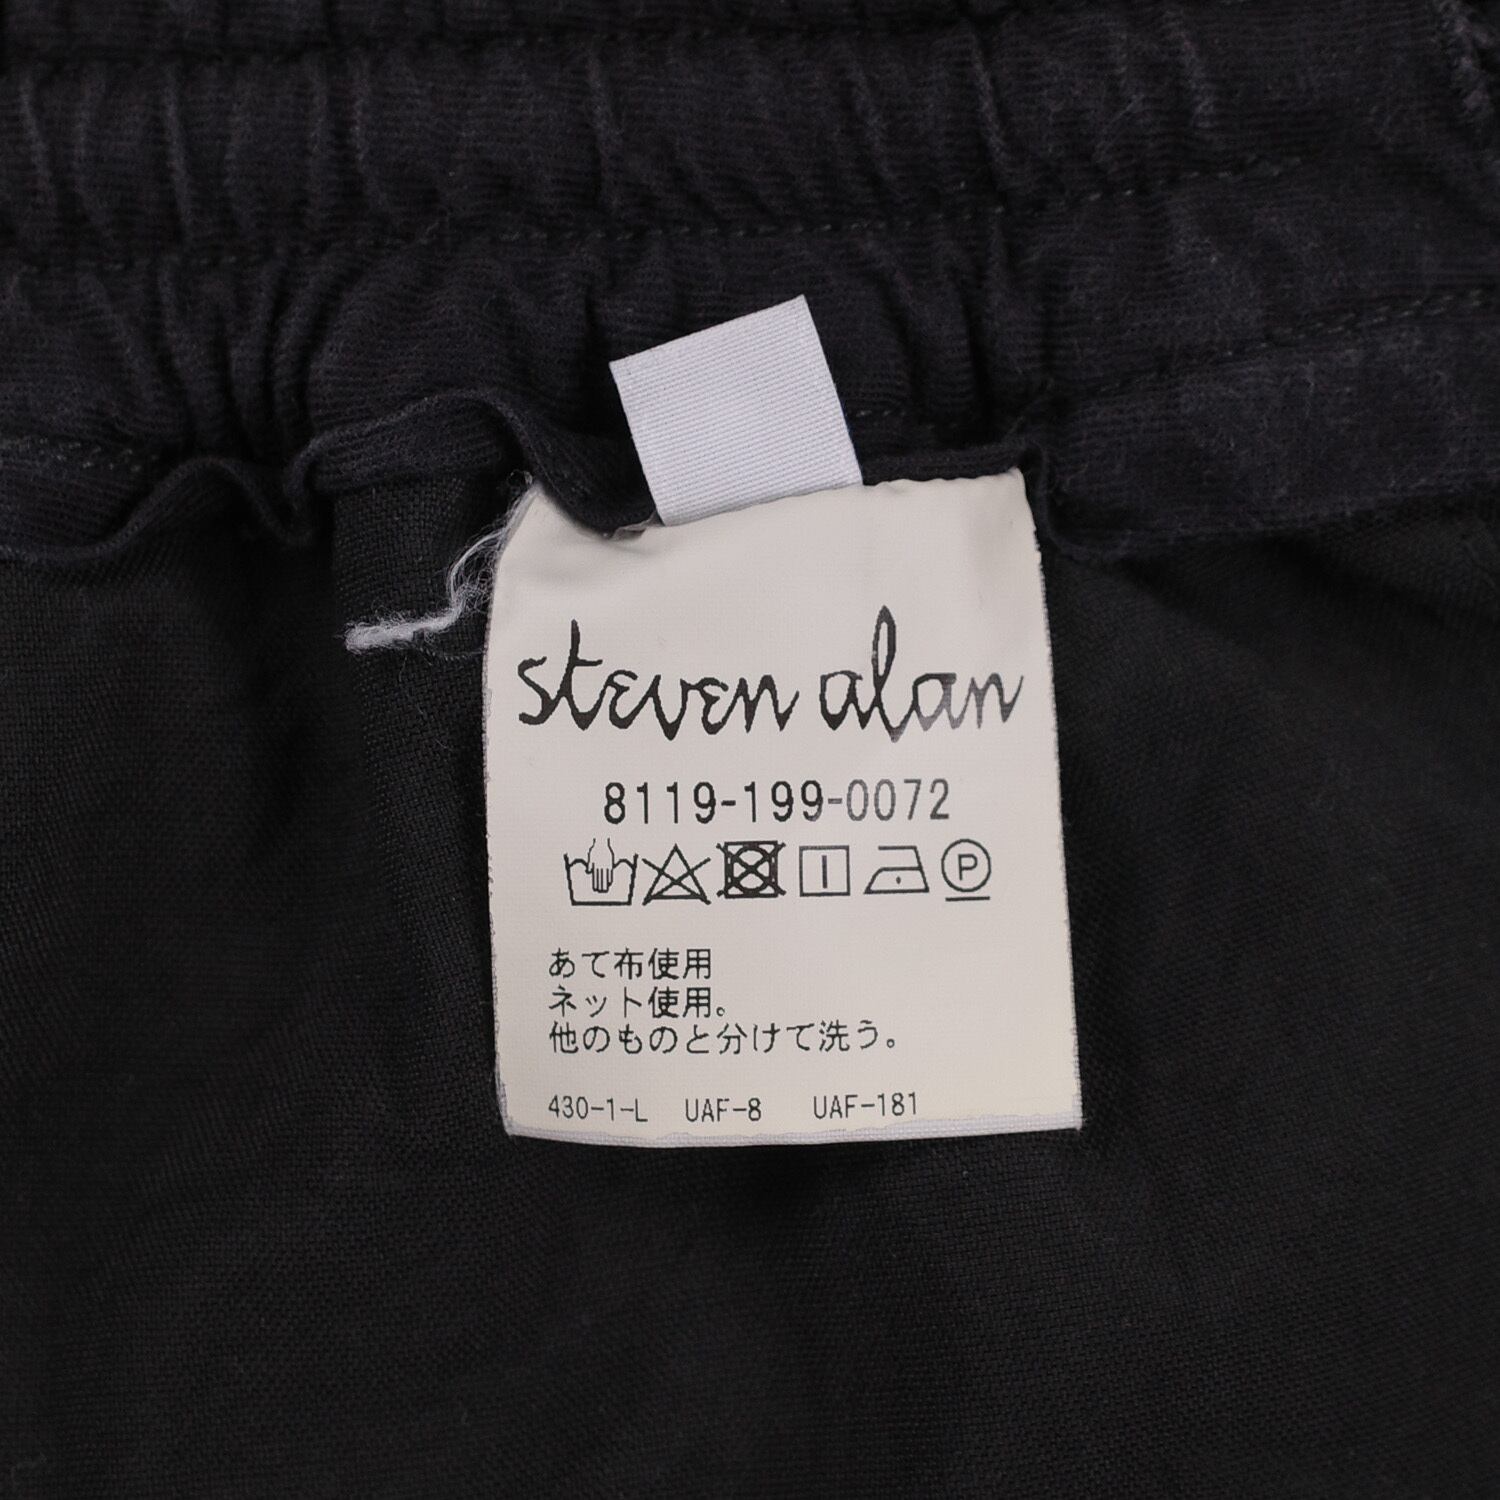 steven alan
8119-199-0072
P
あて布使用
ネット使用。
他のものと分けて洗う。
430-1-L UAF-8 UAF-181